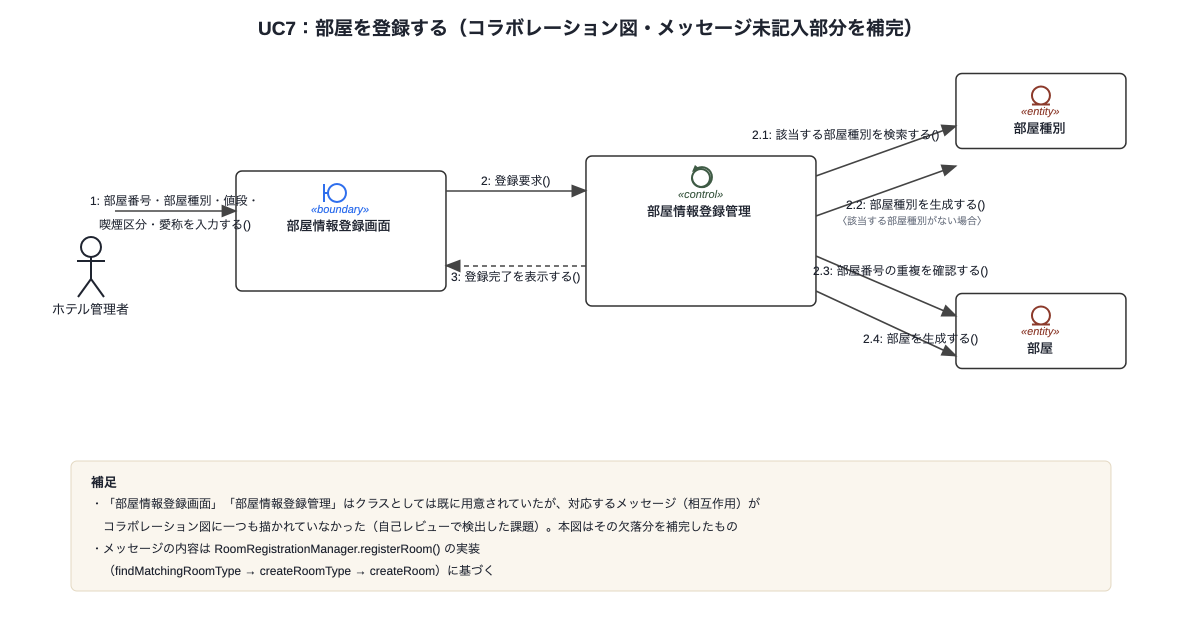 UC7：部屋を登録する（コラボレーション図・メッセージ未記入部分を補完）
«entity»
部屋種別
2.1: 該当する部屋種別を検索する()
«control»
部屋情報登録管理
2: 登録要求()
«boundary»
部屋情報登録画面
1: 部屋番号・部屋種別・値段・
喫煙区分・愛称を入力する()
2.2: 部屋種別を生成する()
〈該当する部屋種別がない場合〉
3: 登録完了を表示する()
2.3: 部屋番号の重複を確認する()
ホテル管理者
«entity»
部屋
2.4: 部屋を生成する()
補足
・「部屋情報登録画面」「部屋情報登録管理」はクラスとしては既に用意されていたが、対応するメッセージ（相互作用）が
コラボレーション図に一つも描かれていなかった（自己レビューで検出した課題）。本図はその欠落分を補完したもの
・メッセージの内容は RoomRegistrationManager.registerRoom() の実装
（findMatchingRoomType → createRoomType → createRoom）に基づく